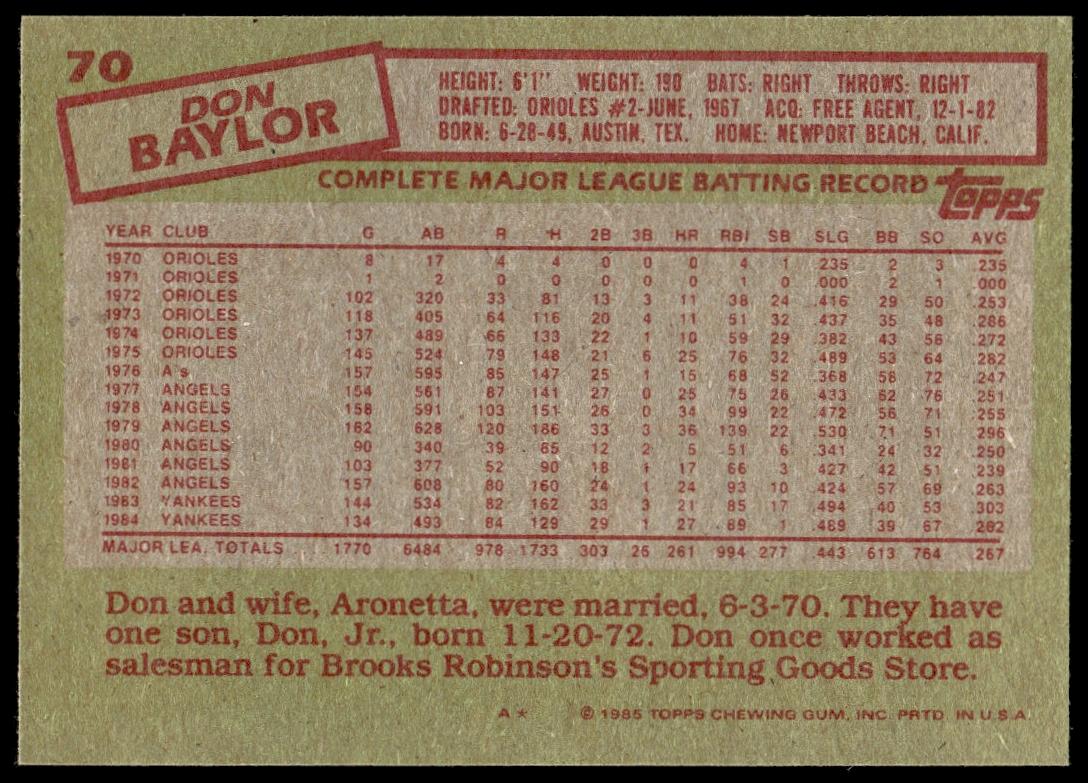 70
DON
BAYLOR
HEIGHT: 6'1" WEIGHT: 190 BATS: RIGHT THROWS: RIGHT
DRAFTED: ORIOLES #2-JUNE, 1967 ACQ: FREE AGENT, 12-1-82
BORN: 6-28-49, AUSTIN, TEX. HOME: NEWPORT BEACH, CALIF.
COMPLETE MAJOR LEAGUE BATTING RECORD topps
YEAR CLUB G AB R H 2B 3B HR RBI SB SLG BB SO AVG
1970 ORIOLES 8 17 4 4 0 0 0 4 1 .235 2 3 .235
1971 ORIOLES 1 2 0 0 0 0 0 1 0 .000 2 1 .000
1972 ORIOLES 102 320 33 81 13 3 11 38 24 .416 29 50 .253
1973 ORIOLES 118 405 64 116 20 4 11 51 32 .437 35 48 .286
1974 ORIOLES 137 489 66 133 22 1 10 59 29 .382 43 56 .272
1975 ORIOLES 145 524 79 148 21 6 25 76 32 .489 53 64 .282
1976 A's 157 595 85 147 25 1 15 68 52 .368 58 72 .247
1977 ANGELS 154 561 87 141 27 0 25 75 26 .433 62 76 .251
1978 ANGELS 158 591 103 151 26 0 34 99 22 .472 56 71 .255
1979 ANGELS 162 628 120 186 33 3 36 139 22 .530 71 51 .296
1980 ANGELS 90 340 39 85 12 2 5 51 6 .341 24 32 .250
1981 ANGELS 103 377 52 90 18 1 17 66 3 .427 42 51 .239
1982 ANGELS 157 608 80 160 24 1 24 93 10 .424 57 69 .263
1983 YANKEES 144 534 82 162 33 3 21 85 17 .494 40 53 .303
1984 YANKEES 134 493 84 129 29 1 27 89 1 .489 39 67 .262
MAJOR LEA. TOTALS 1770 6484 978 1733 303 26 261 994 277 .443 613 764 .267
Don and wife, Aronetta, were married, 6-3-70. They have
one son, Don, Jr., born 11-20-72. Don once worked as
salesman for Brooks Robinson's Sporting Goods Store.
A* © 1985 TOPPS CHEWING GUM, INC. PRTD. IN U.S.A.